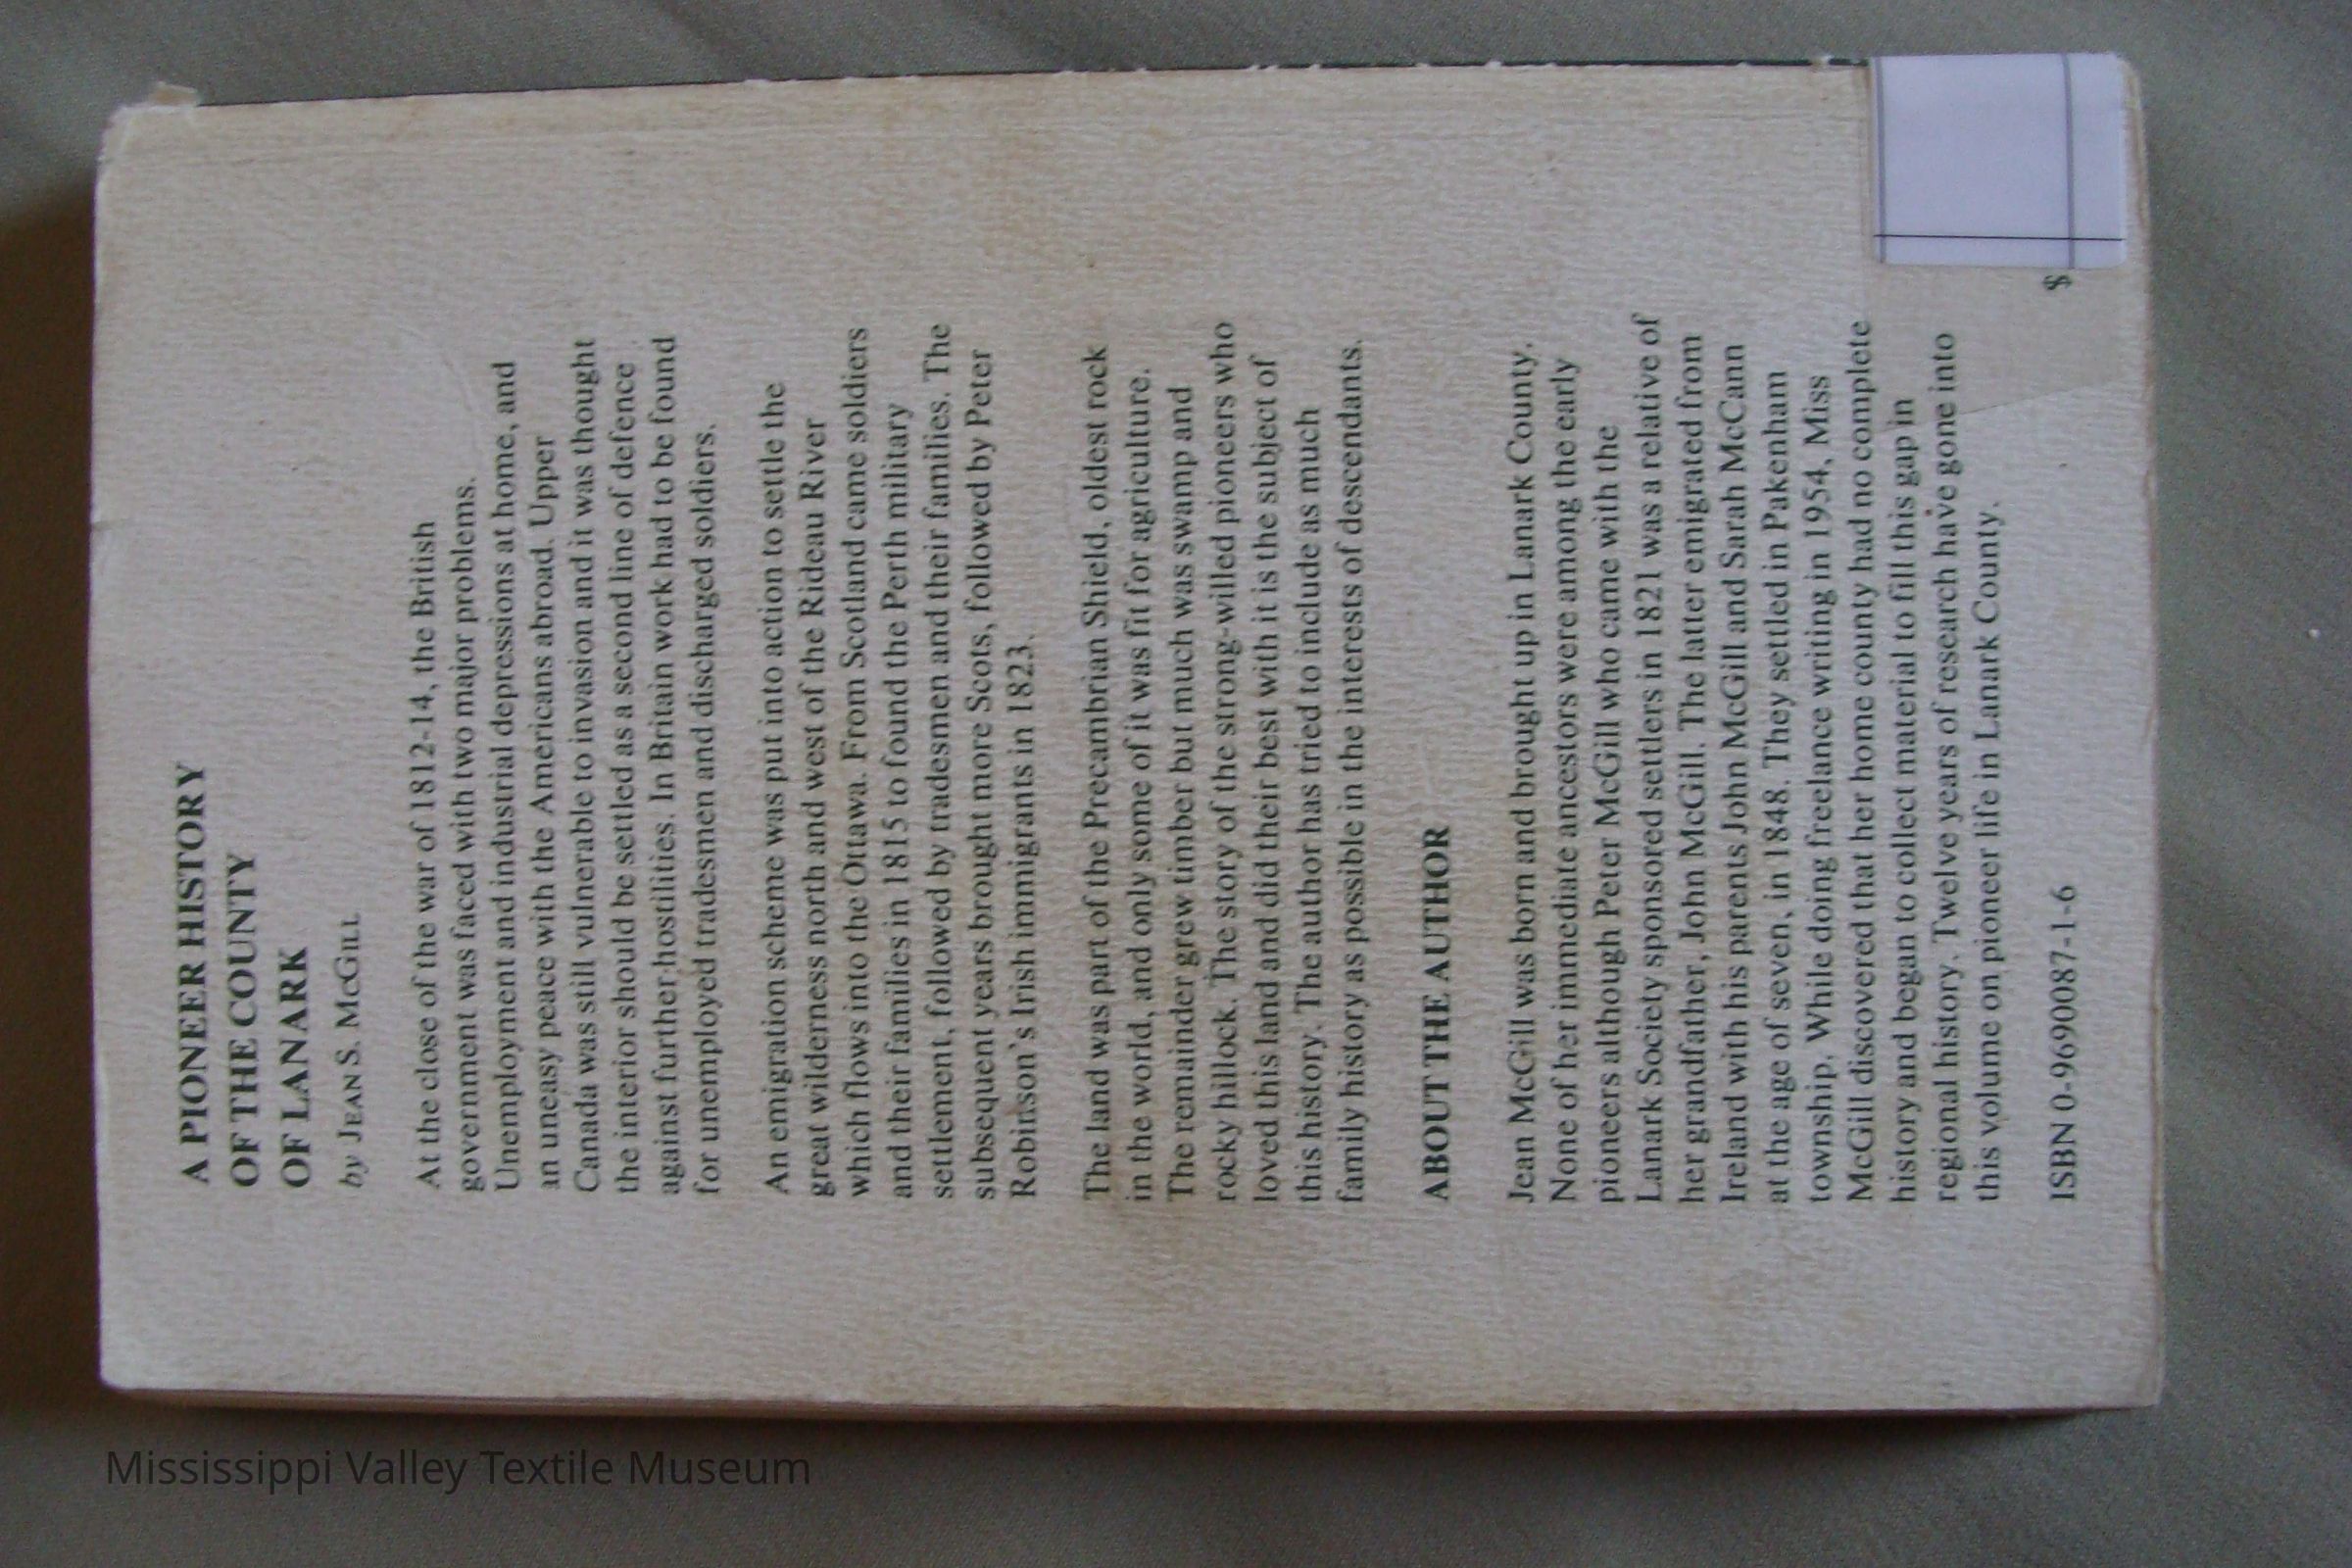 A PIONEER HISTORY
OF THE COUNTY
OF LANARK
by JEAN S. MCGILL
At the close of the war of 1812-14, the British
government was faced with two major problems.
Unemployment and industrial depressions at home, and
an uneasy peace with the Americans abroad. Upper
Canada was still vulnerable to invasion and it was thought
the interior should be settled as a second line of defence
against further hostilities. In Britain work had to be found
for unemployed tradesmen and discharged soldiers.
An emigration scheme was put into action to settle the
great wilderness north and west of the Rideau River
which flows into the Ottawa. From Scotland came soldiers
and their families in 1815 to found the Perth military
settlement, followed by tradesmen and their families. The
subsequent years brought more Scots, followed by Peter
Robinson's Irish immigrants in 1823.
The land was part of the Precambrian Shield, oldest rock
in the world, and only some of it was fit for agriculture.
The remainder grew timber but much was swamp and
rocky hillock. The story of the strong-willed pioneers who
loved this land and did their best with it is the subject of
this history. The author has tried to include as much
family history as possible in the interests of descendants.
ABOUT THE AUTHOR
Jean McGill was born and brought up in Lanark County.
None of her immediate ancestors were among the early
pioneers although Peter McGill who came with the
Lanark Society sponsored settlers in 1821 was a relative of
her grandfather, John McGill. The latter emigrated from
Ireland with his parents John McGill and Sarah McCann
at the age of seven, in 1848. They settled in Pakenham
township. While doing freelance writing in 1954, Miss
McGill discovered that her home county had no complete
history and began to collect material to fill this gap in
regional history. Twelve years of research have gone into
this volume on pioneer life in Lanark County.
ISBN 0-9690087-1-6
$
Mississippi Valley Textile Museum